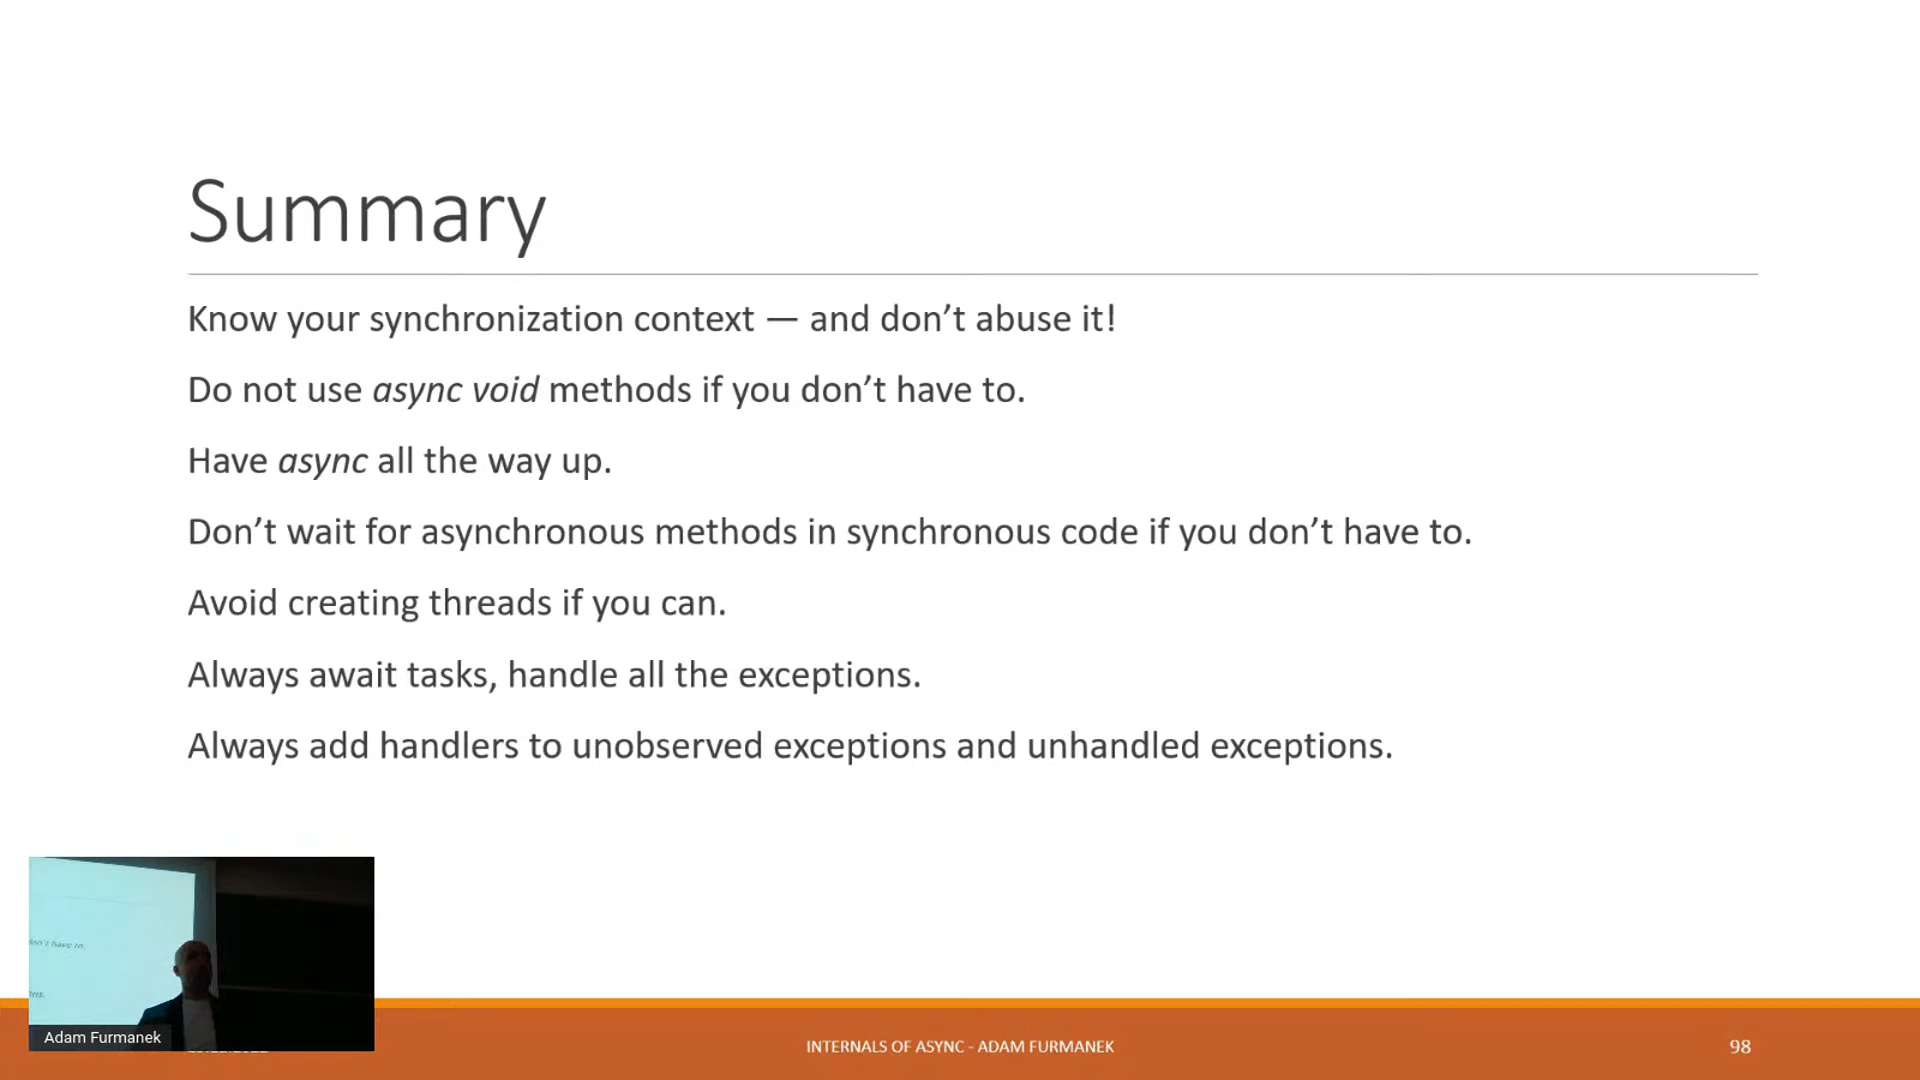 Summary
Know your synchronization context — and don’t abuse it!
Do not use async void methods if you don’t have to.
Have async all the way up.
Don’t wait for asynchronous methods in synchronous code if you don’t have to.
Avoid creating threads if you can.
Always await tasks, handle all the exceptions.
Always add handlers to unobserved exceptions and unhandled exceptions.
don't have to.
Adam Furmanek
INTERNALS OF ASYNC - ADAM FURMANEK
98